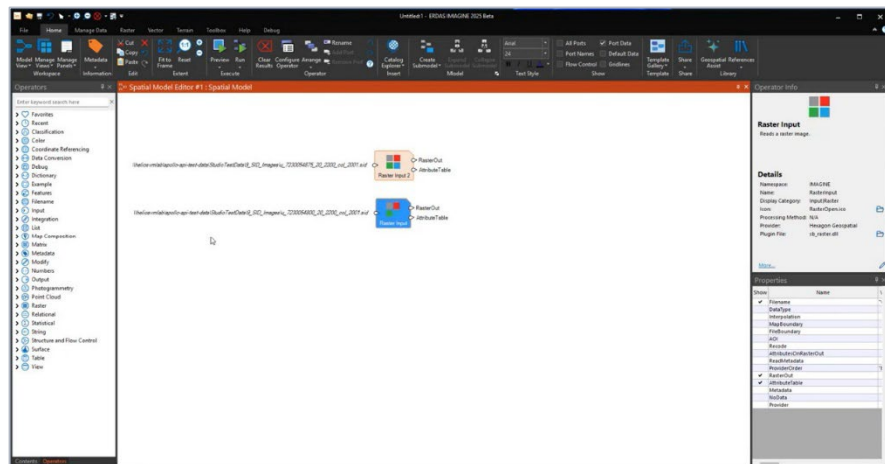 Untitled:1 - ERDAS IMAGINE 2025 Beta
File Home Manage Data Raster Vector Terrain Toolbox Help Debug
Model View Manage Views Manage Panels
Metadata
Cut
Copy
Paste
Fit to Frame
Reset
Preview Run
Clear Results
Configure Operator
Arrange
Rename
Catalog Explorer
Create Submodel
Expand Submodel
Collapse
Arial
24
All Ports Port Data
Port Names Default Data
Flow Control Gridlines
Template Gallery
Share
Geospatial Asset
References
Workspace Information Edit Extent Execute Operator Insert Model Text Style Show Template Share Library
Operators
Spatial Model Editor #1 : Spatial Model
Operator Info
Enter keyword search here
Favorites
Recent
Classification
Color
Coordinate Referencing
Data Conversion
Debug
Dictionary
Example
Features
Filename
Input
Integration
List
Map Composition
Matrix
Metadata
Modify
Numbers
Output
Photogrammetry
Point Cloud
Raster
Relational
Statistical
String
Structure and Flow Control
Surface
Table
View
Contents Operators
RasterOut
AttributeTable
Raster Input 2
RasterOut
AttributeTable
Raster Input
Raster Input
Reads a raster image.
Details
Namespace: IMAGINE
Name: RasterInput
Display Category: Input;Raster
Icon: RasterOpen.ico
Processing Method: N/A
Provider: Hexagon Geospatial
Plugin File: cb_raster.dll
More...
Properties
Show Name
Filename
DataType
Interpolation
MapBoundary
FileBoundary
AOI
Recode
AttributesOnRasterOut
ReadMetadata
ProviderOrder
RasterOut
AttributeTable
Metadata
NoData
Provider